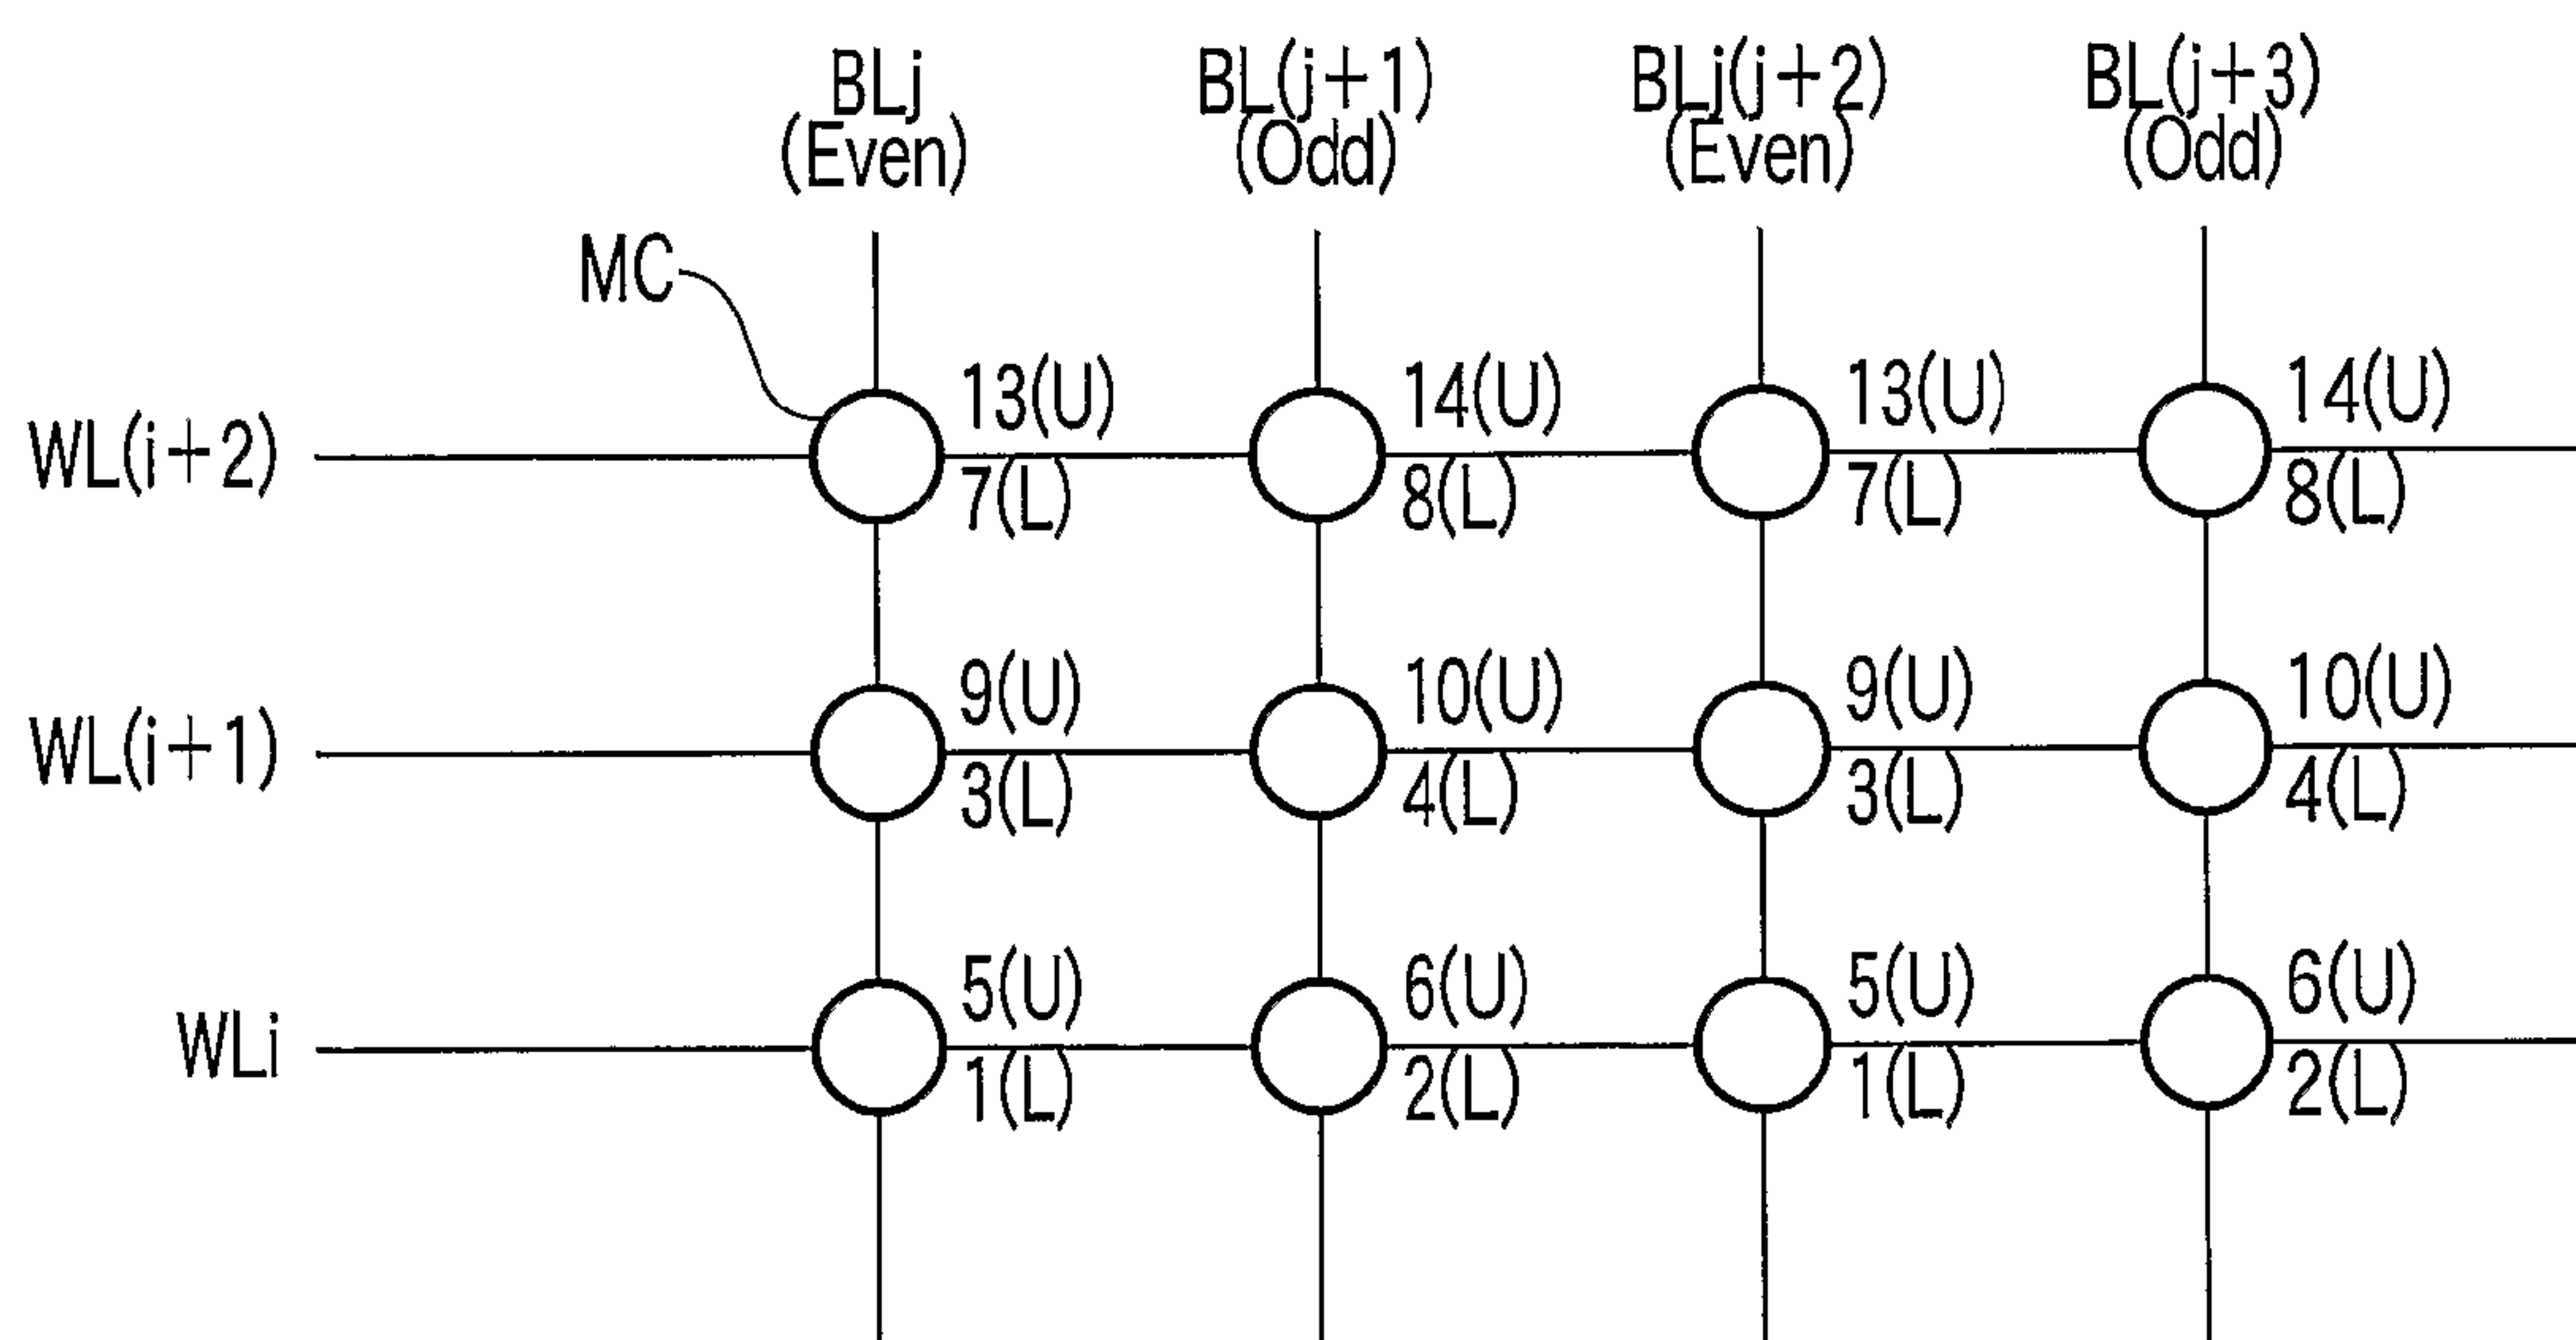 BLj BL(j+1) BLj(j+2) BL(j+3)
(Even) (Odd) (Even) (Odd)
MC
13(U) 14(U) 13(U) 14(U)
WL(i+2)
7(L) 8(L) 7(L) 8(L)
9(U) 10(U) 9(U) 10(U)
WL(i+1)
3(L) 4(L) 3(L) 4(L)
5(U) 6(U) 5(U) 6(U)
WLi
1(L) 2(L) 1(L) 2(L)